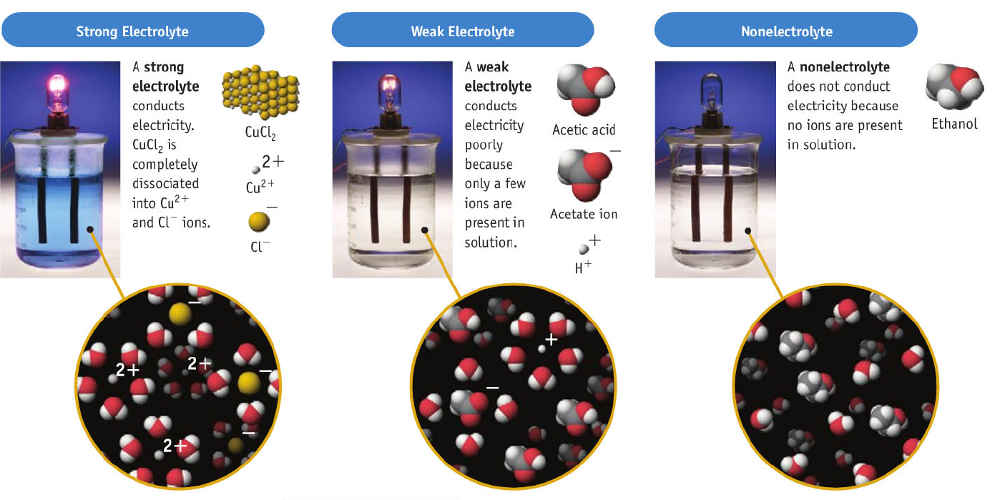 Strong Electrolyte
A strong
electrolyte
conducts
electricity.
CuCl₂ is
completely
dissociated
into Cu²⁺
and Cl⁻ ions.
CuCl₂
2+
Cu²⁺
−
Cl⁻
−
2+
2+
−
−
2+
Weak Electrolyte
A weak
electrolyte
conducts
electricity
poorly
because
only a few
ions are
present in
solution.
Acetic acid
−
Acetate ion
+
H⁺
+
−
Nonelectrolyte
A nonelectrolyte
does not conduct
electricity because
no ions are present
in solution.
Ethanol